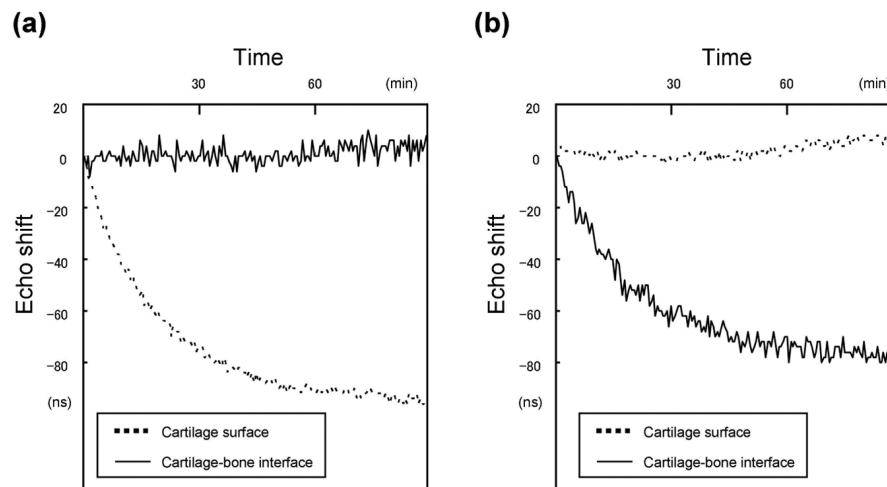 (a)
Time
30
60
(min)
20
0
−20
−40
−60
−80
(ns)
Echo shift
Cartilage surface
Cartilage-bone interface
(b)
Time
30
60
(min)
20
0
−20
−40
−60
−80
(ns)
Echo shift
Cartilage surface
Cartilage-bone interface